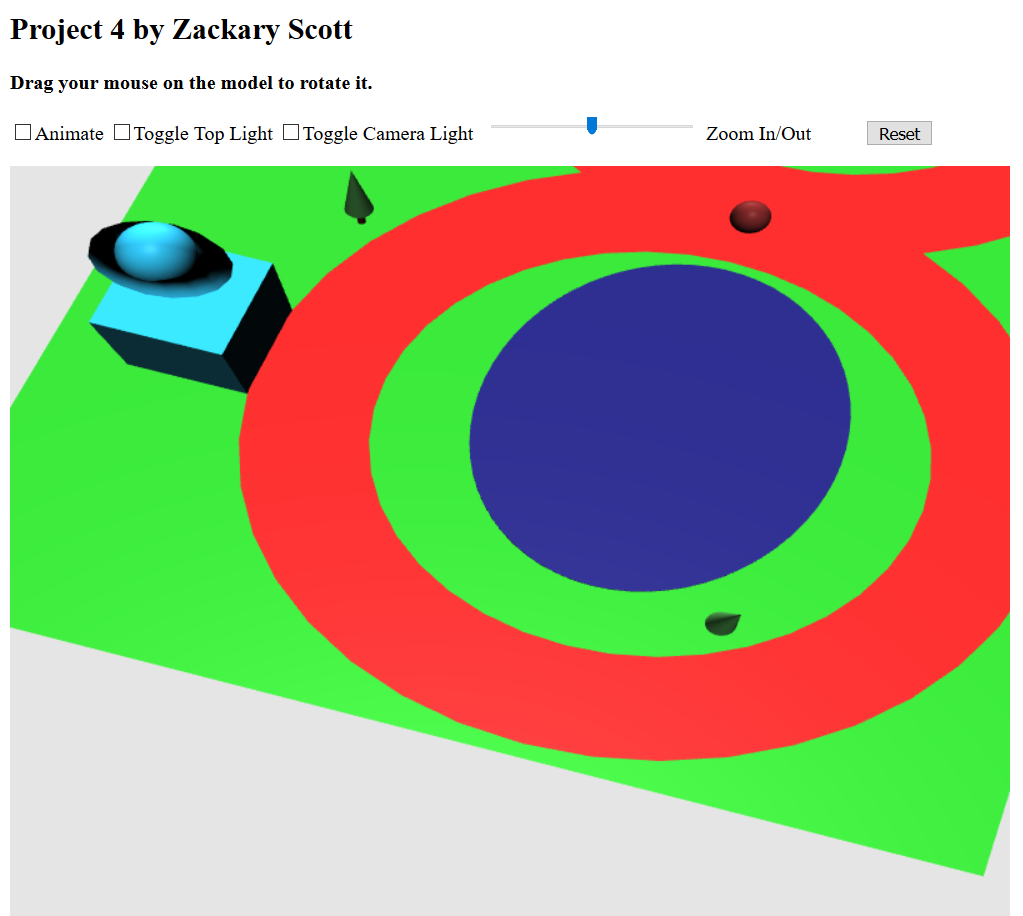 Project 4 by Zackary Scott
Drag your mouse on the model to rotate it.
Animate Toggle Top Light Toggle Camera Light Zoom In/Out Reset